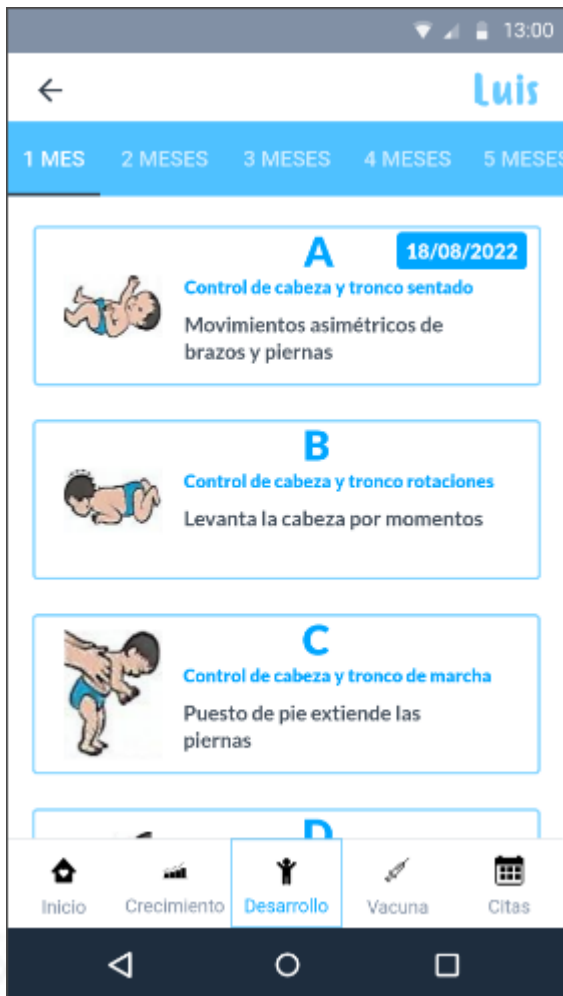 13:00
Luis
1 MES 2 MESES 3 MESES 4 MESES 5 MESES
A
18/08/2022
Control de cabeza y tronco sentado
Movimientos asimétricos de
brazos y piernas
B
Control de cabeza y tronco rotaciones
Levanta la cabeza por momentos
C
Control de cabeza y tronco de marcha
Puesto de pie extiende las
piernas
D
Inicio Crecimiento Desarrollo Vacuna Citas